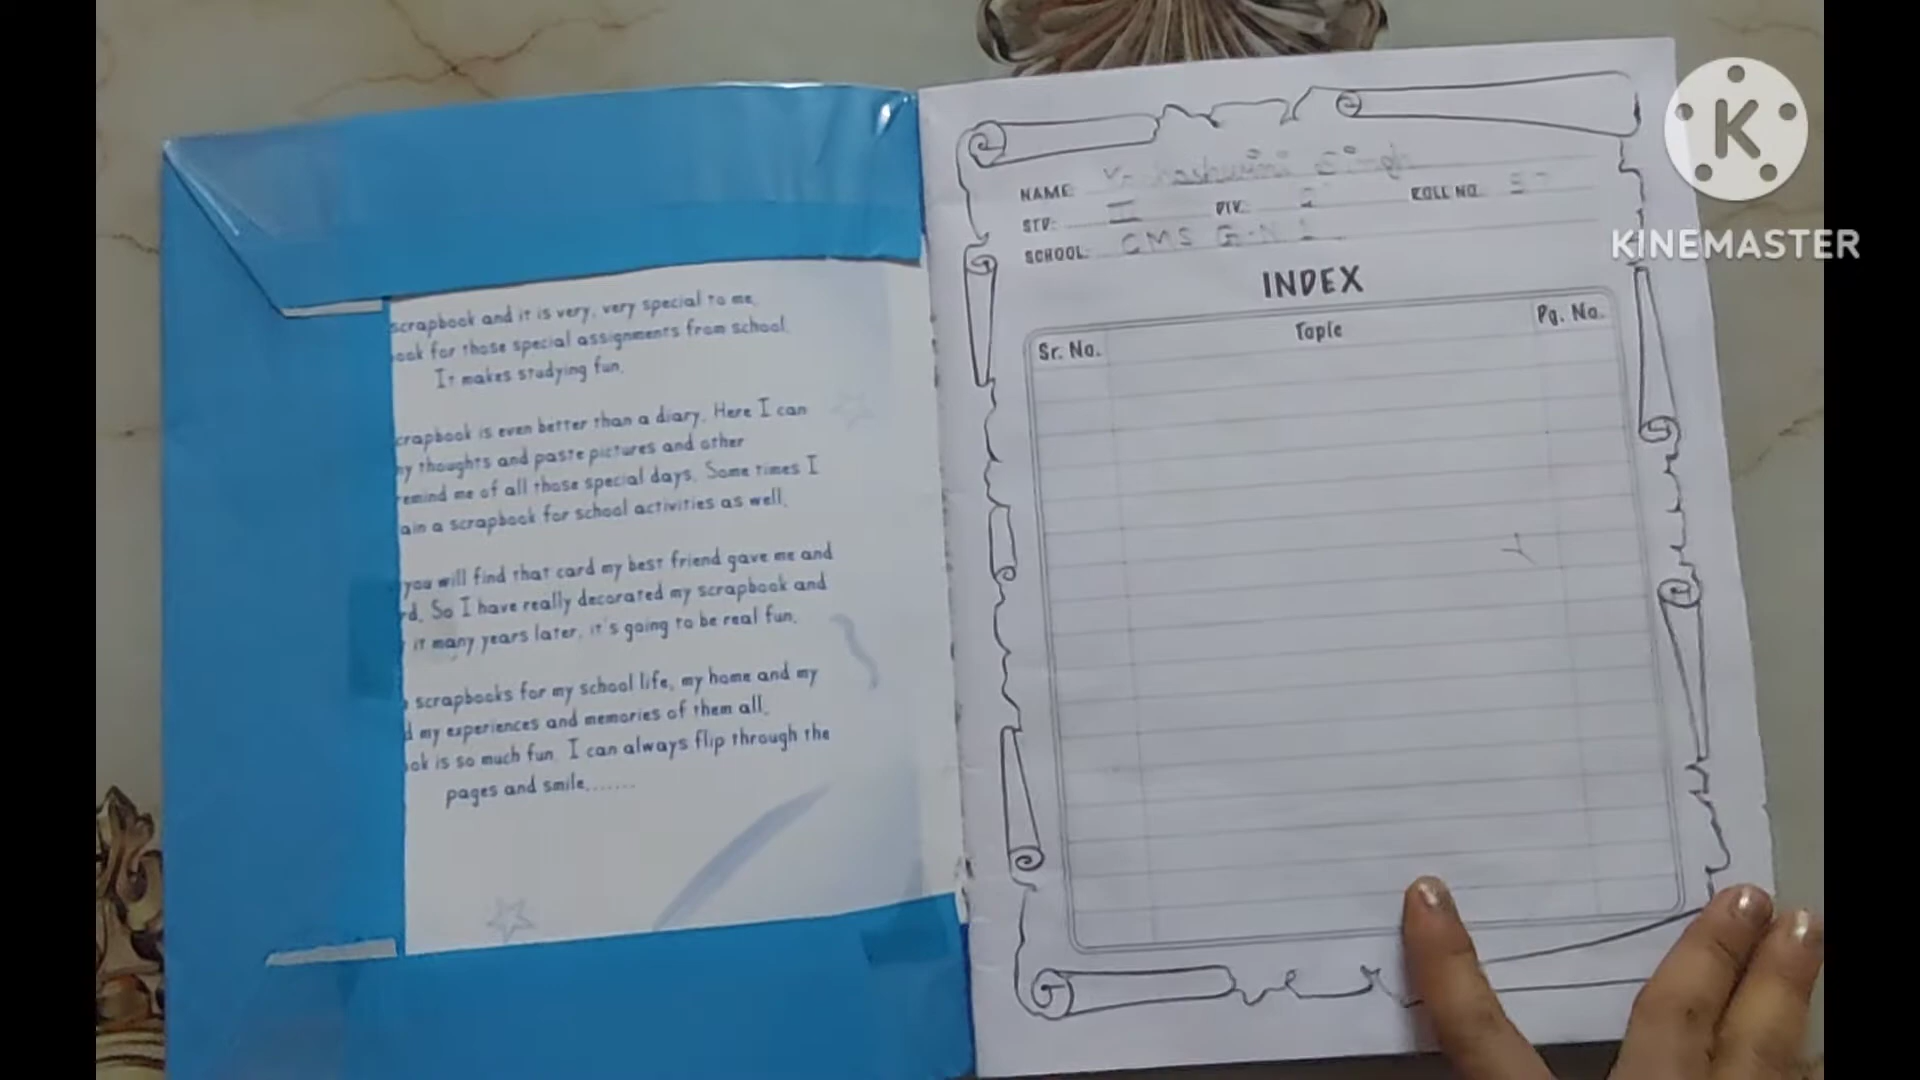 scrapbook and it is very, very special to me.
ook for those special assignments from school.
It makes studying fun.
crapbook is even better than a diary. Here I can
my thoughts and paste pictures and other
remind me of all those special days. Some times I
ain a scrapbook for school activities as well.
you will find that card my best friend gave me and
rd. So I have really decorated my scrapbook and
it many years later, it's going to be real fun.
scrapbooks for my school life, my home and my
d my experiences and memories of them all.
ok is so much fun. I can always flip through the
pages and smile.......
NAME: Singh
STD: II DIV: ROLL NO.
SCHOOL: CMS G.N
INDEX
Sr. No. Topic Pg. No.
K
KINEMASTER